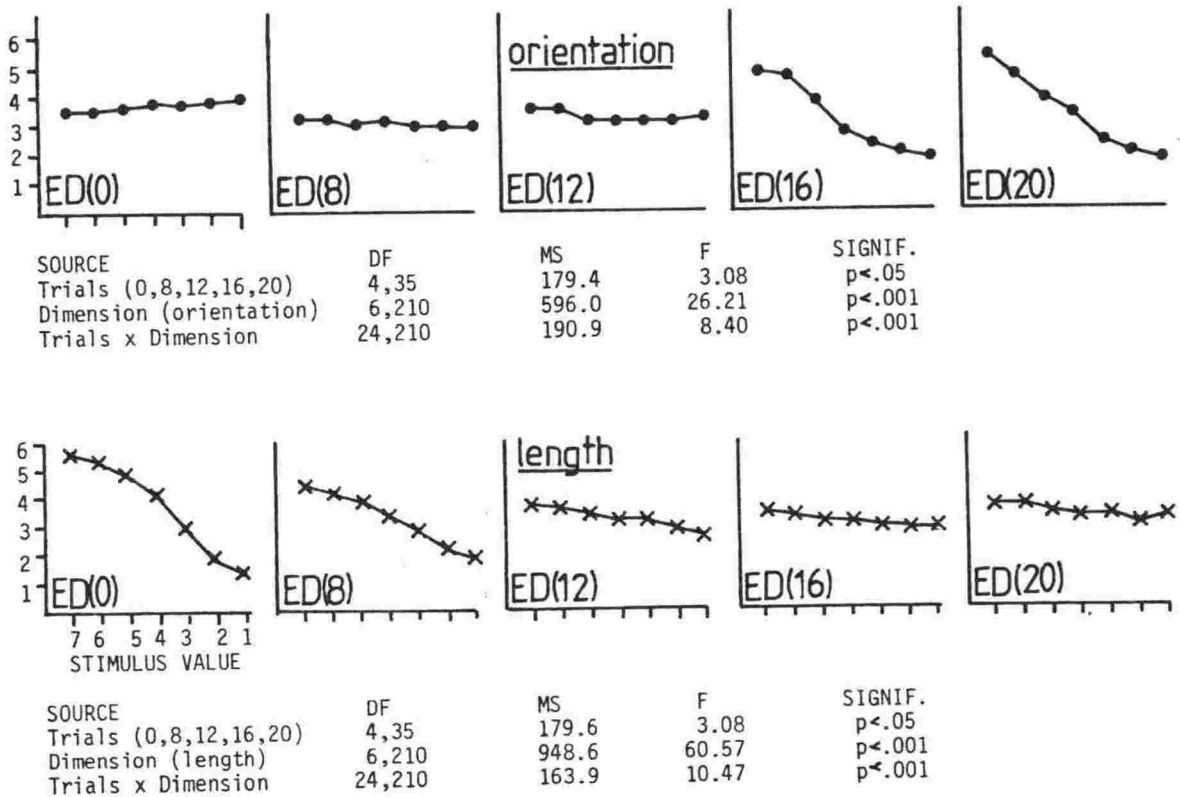 6
5
4
3
2
1
orientation
ED(0) ED(8) ED(12) ED(16) ED(20)
SOURCE DF MS F SIGNIF.
Trials (0,8,12,16,20) 4,35 179.4 3.08 p<.05
Dimension (orientation) 6,210 596.0 26.21 p<.001
Trials x Dimension 24,210 190.9 8.40 p<.001
6
5
4
3
2
1
length
ED(0) ED(8) ED(12) ED(16) ED(20)
7 6 5 4 3 2 1
STIMULUS VALUE
SOURCE DF MS F SIGNIF.
Trials (0,8,12,16,20) 4,35 179.6 3.08 p<.05
Dimension (length) 6,210 948.6 60.57 p<.001
Trials x Dimension 24,210 163.9 10.47 p<.001